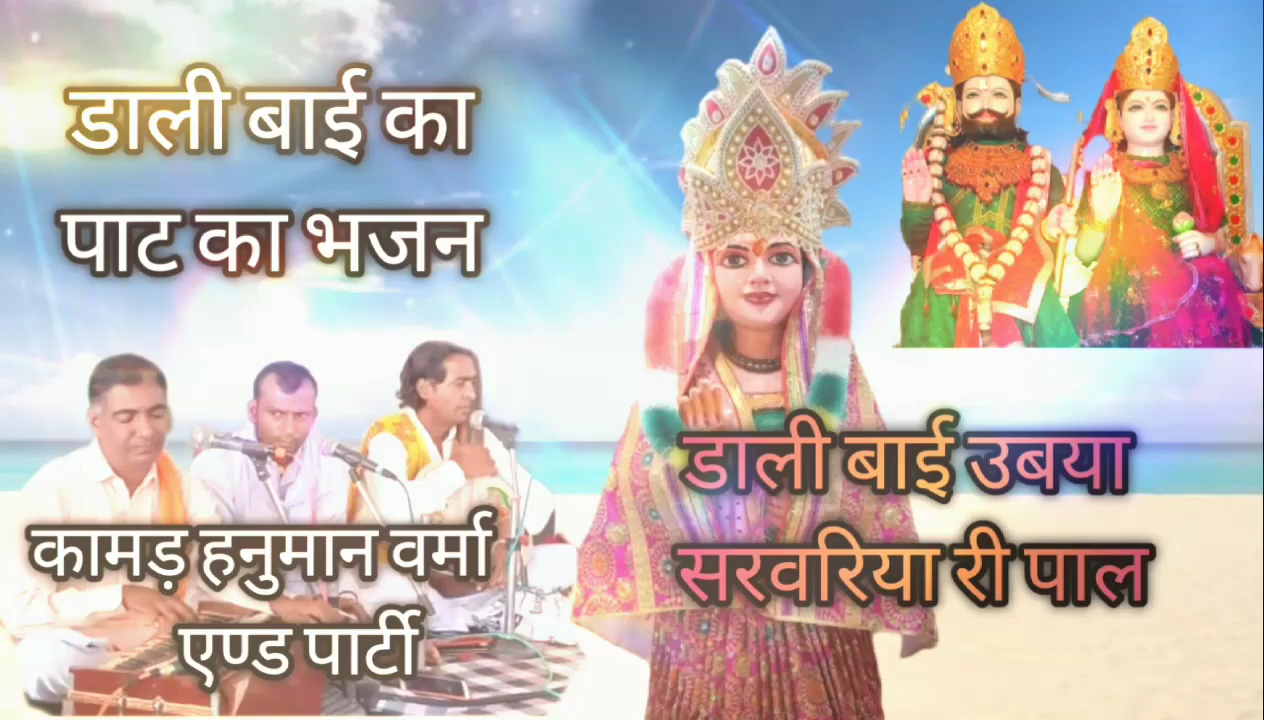 डाली बाई का
पाट का भजन
डाली बाई उबया
सरवरिया री पाल
कामड़ हनुमान वर्मा
एण्ड पार्टी